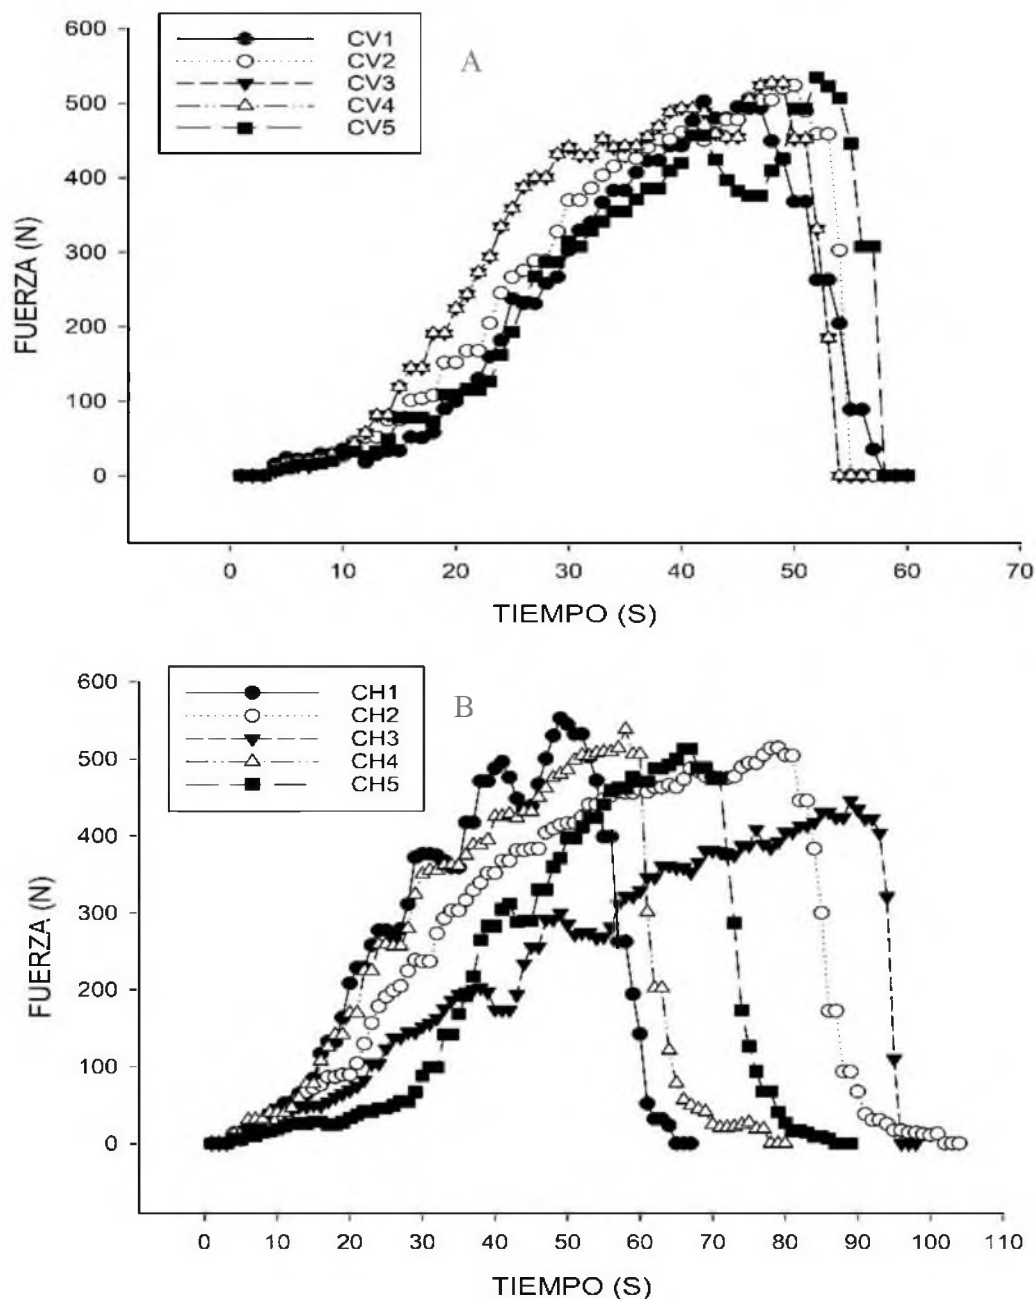 600
500
400
300
200
100
0
FUERZA (N)
CV1
CV2
CV3
CV4
CV5
A
0 10 20 30 40 50 60 70
TIEMPO (S)
600
500
400
300
200
100
0
FUERZA (N)
CH1
CH2
CH3
CH4
CH5
B
0 10 20 30 40 50 60 70 80 90 100 110
TIEMPO (S)